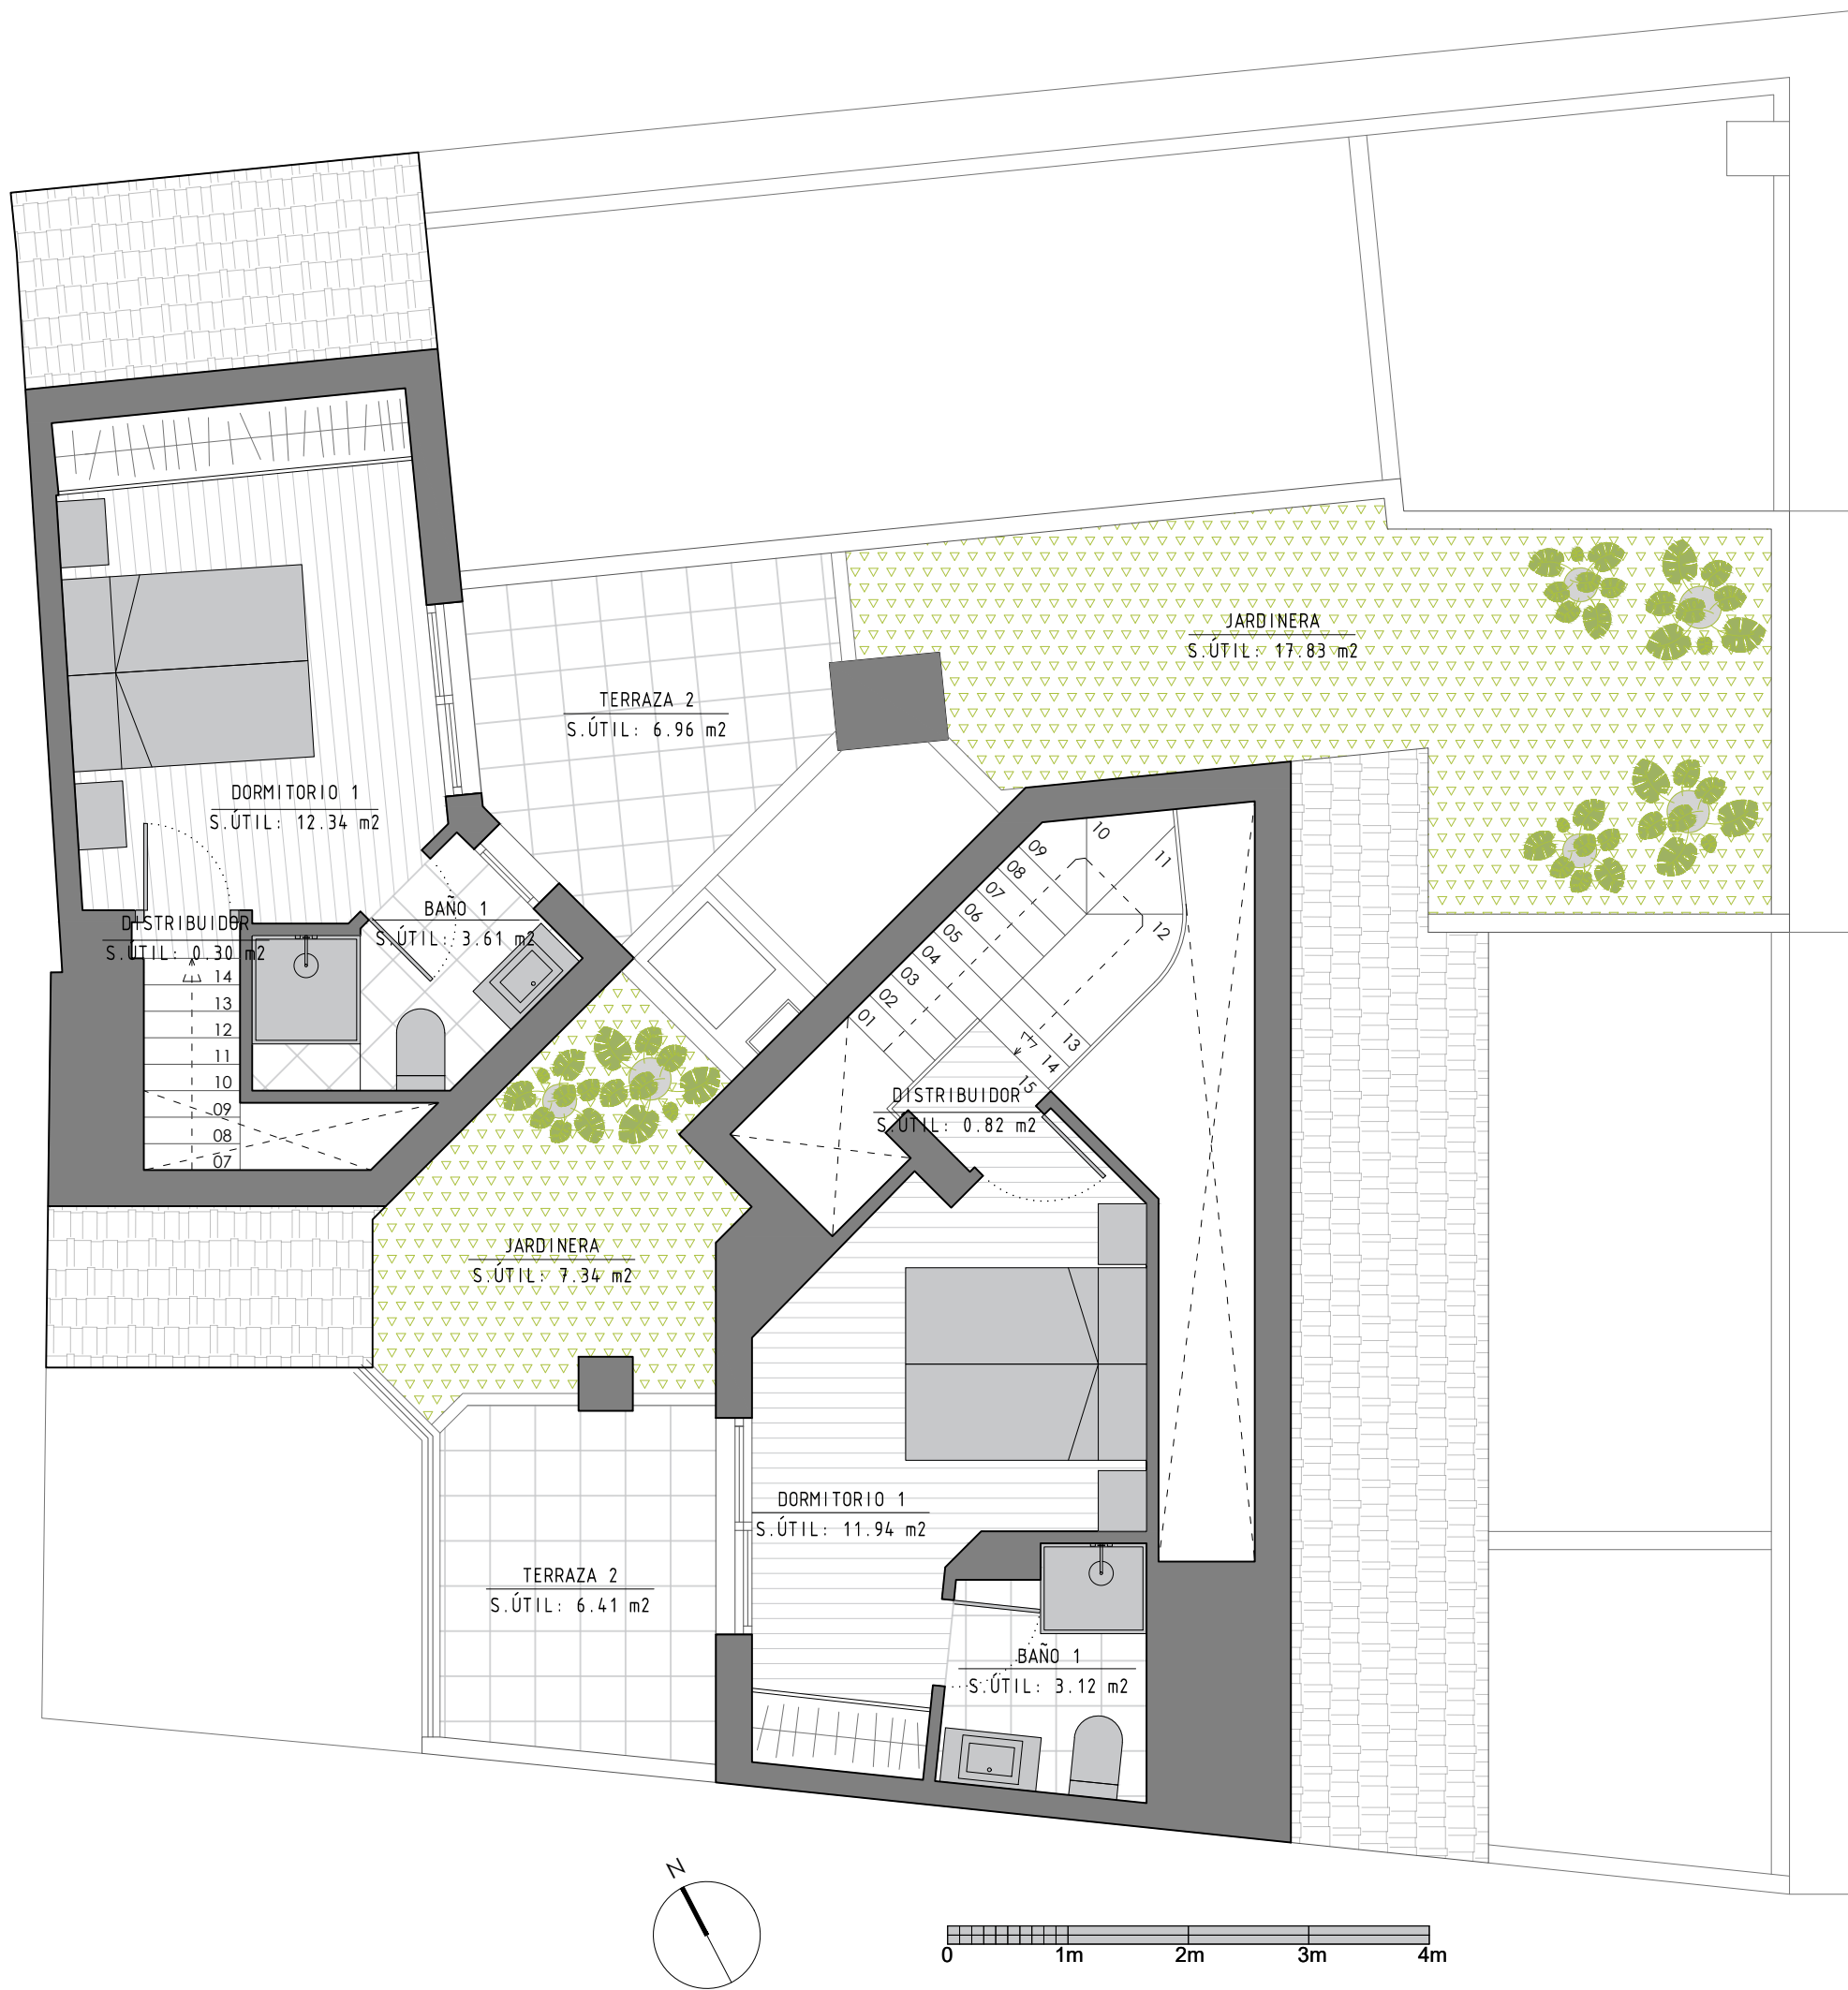 JARDINERA
S.ÚTIL: 17.83 m2
TERRAZA 2
S.ÚTIL: 6.96 m2
DORMITORIO 1
S.ÚTIL: 12.34 m2
10
09
11
08
07
06
12
05
04
03
02
01
13
14
15
BAÑO 1
S.ÚTIL: 3.61 m2
DISTRIBUIDOR
S.ÚTIL: 0.30 m2
14
13
12
11
10
09
08
07
DISTRIBUIDOR
S.ÚTIL: 0.82 m2
JARDINERA
S.ÚTIL: 7.34 m2
DORMITORIO 1
S.ÚTIL: 11.94 m2
TERRAZA 2
S.ÚTIL: 6.41 m2
BAÑO 1
S.ÚTIL: 3.12 m2
N
0 1m 2m 3m 4m